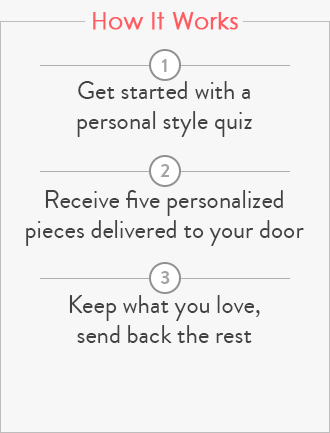 How It Works
1
Get started with a
personal style quiz
2
Receive five personalized
pieces delivered to your door
3
Keep what you love,
send back the rest